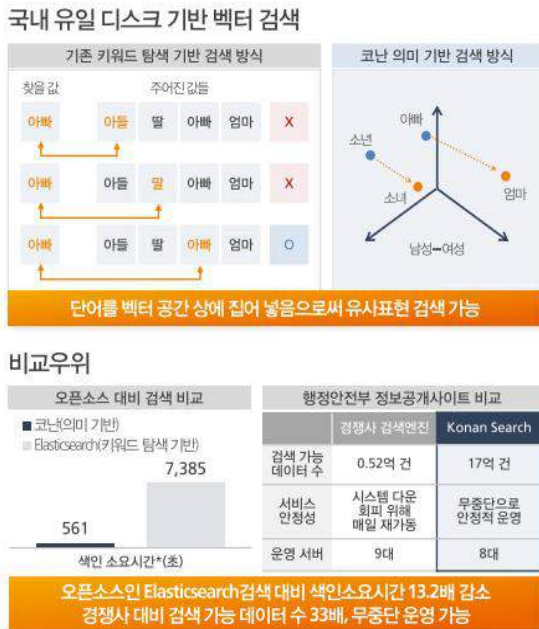 국내 유일 디스크 기반 벡터 검색
기존 키워드 탐색 기반 검색 방식
찾을 값 주어진 값들
아빠 아들 딸 아빠 엄마 X
아빠 아들 딸 아빠 엄마 X
아빠 아들 딸 아빠 엄마 O
코난 의미 기반 검색 방식
아빠
소년
소녀
엄마
남성-여성
단어를 벡터 공간 상에 집어 넣음으로써 유사표현 검색 가능
비교우위
오픈소스 대비 검색 비교
코난(의미 기반)
Elasticsearch(키워드 탐색 기반)
7,385
561
색인 소요시간*(초)
행정안전부 정보공개사이트 비교
경쟁사 검색엔진 Konan Search
검색 가능
데이터 수
0.52억 건 17억 건
서비스
안정성
시스템 다운
회피 위해
매일 재가동
무중단으로
안정적 운영
운영 서버 9대 8대
오픈소스인 Elasticsearch검색 대비 색인소요시간 13.2배 감소
경쟁사 대비 검색 가능 데이터 수 33배, 무중단 운영 가능